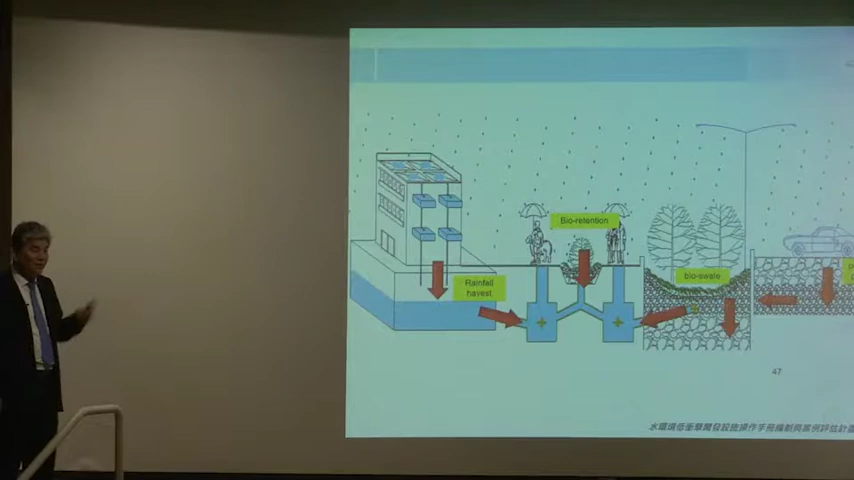 Bio-retention
Rainfall
havest
bio-swale
47
水環境低衝擊開發設施操作手冊編制與案例評估計畫